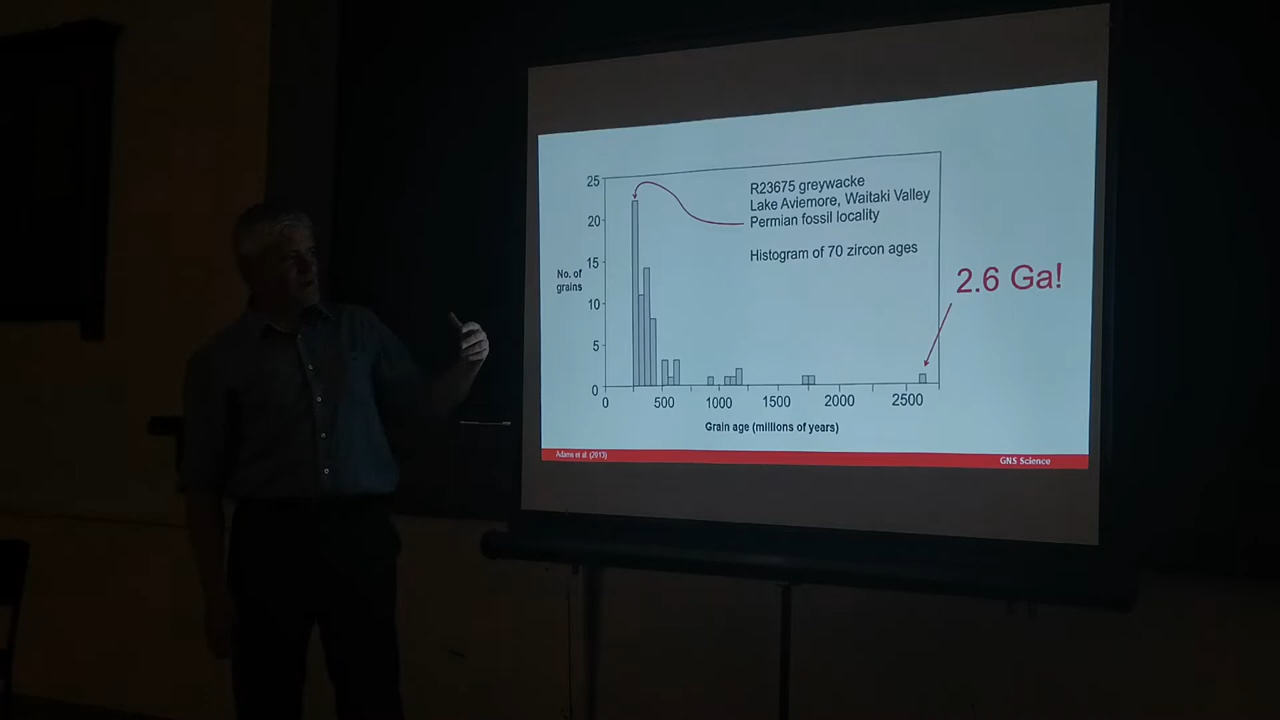 25
20
15
10
5
0
No. of
grains
R23675 greywacke
Lake Aviemore, Waitaki Valley
Permian fossil locality
Histogram of 70 zircon ages
2.6 Ga!
0 500 1000 1500 2000 2500
Grain age (millions of years)
Adams et al (2013)
GNS Science